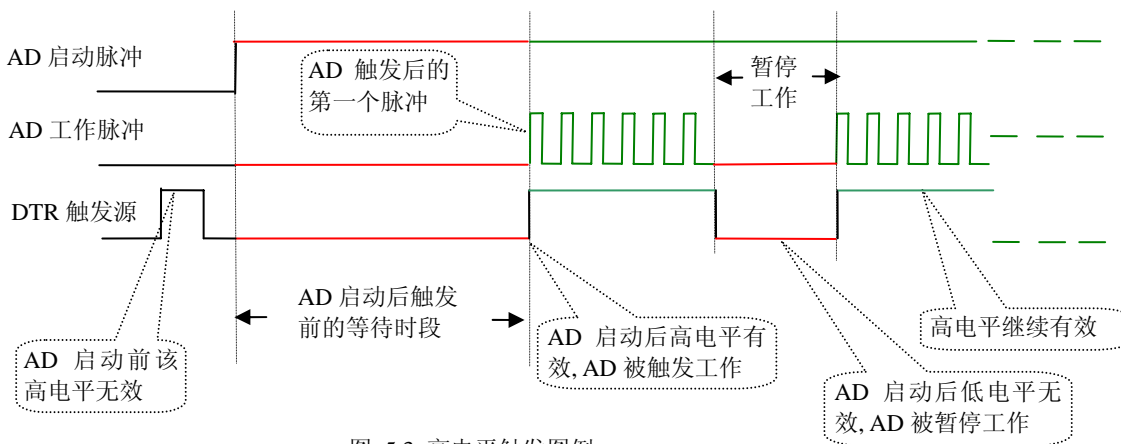 AD 启动脉冲
AD 触发后的
第一个脉冲
暂停
工作
AD 工作脉冲
DTR 触发源
AD 启动后触发
前的等待时段
AD 启动前该
高电平无效
AD 启动后高电平有
效, AD 被触发工作
高电平继续有效
AD 启动后低电平无
效, AD 被暂停工作